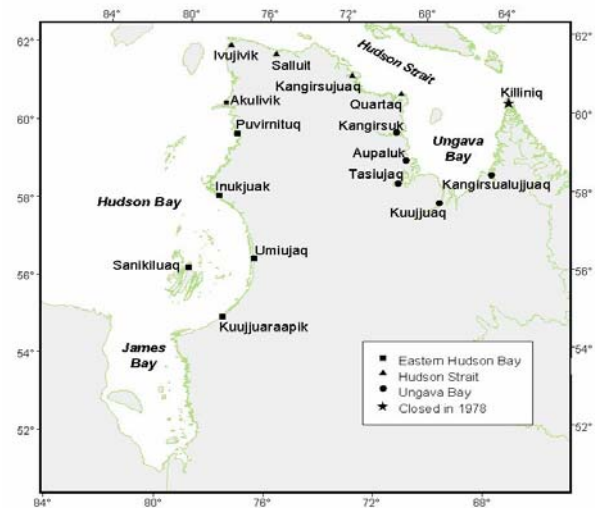 84° 80° 76° 72° 68° 64°
62° 62°
Ivujivik
Salluit
Hudson Strait
Kangirsujuaq
Killiniq
Akulivik
Quartaq
60° 60°
Puvirnituq
Kangirsuk
Ungava
Bay
Aupaluk
Tasiujaq
Kangirsualujjuaq
58° 58°
Hudson Bay
Inukjuak
Kuujjuaq
Umiujaq
Sanikiluaq
56° 56°
Kuujjuaraapik
James
Bay
54° 54°
Eastern Hudson Bay
Hudson Strait
Ungava Bay
Closed in 1978
52° 52°
84° 80° 76° 72° 68°